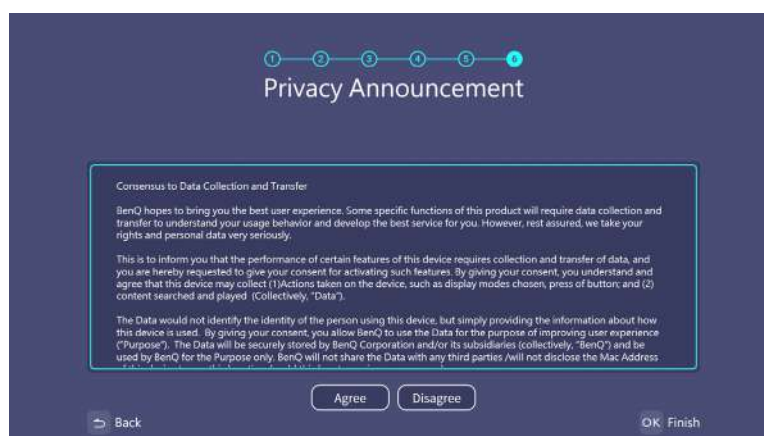 1 2 3 4 5 6
Privacy Announcement
Consensus to Data Collection and Transfer
BenQ hopes to bring you the best user experience. Some specific functions of this product will require data collection and
transfer to understand your usage behavior and develop the best service for you. However, rest assured, we take your
rights and personal data very seriously.
This is to inform you that the performance of certain features of this device requires collection and transfer of data, and
you are hereby requested to give your consent for activating such features. By giving your consent, you understand and
agree that this device may collect (1)Actions taken on the device, such as display modes chosen, press of button; and (2)
content searched and played (Collectively, "Data").
The Data would not identify the identity of the person using this device, but simply providing the information about how
this device is used. By giving your consent, you allow BenQ to use the Data for the purpose of improving user experience
("Purpose"). The Data will be securely stored by BenQ Corporation and/or its subsidiaries (collectively, "BenQ") and be
used by BenQ for the Purpose only. BenQ will not share the Data with any third parties /will not disclose the Mac Address
Agree Disagree
Back
OK Finish